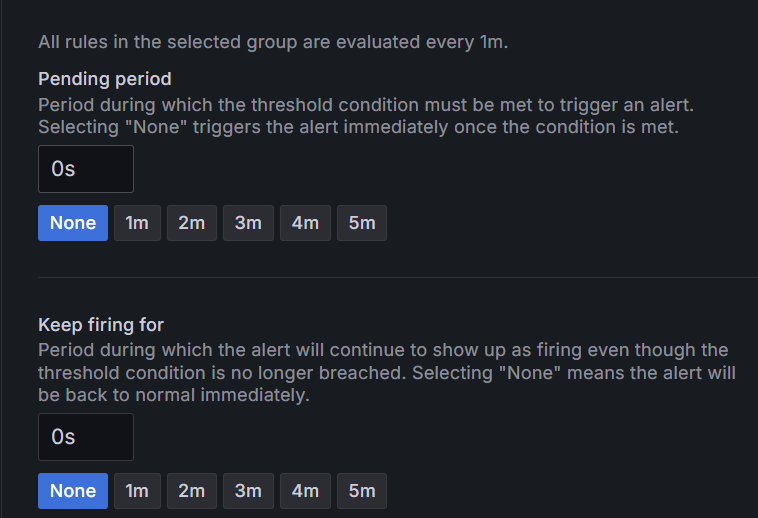 All rules in the selected group are evaluated every 1m.
Pending period
Period during which the threshold condition must be met to trigger an alert.
Selecting "None" triggers the alert immediately once the condition is met.
0s
None 1m 2m 3m 4m 5m
Keep firing for
Period during which the alert will continue to show up as firing even though the
threshold condition is no longer breached. Selecting "None" means the alert will
be back to normal immediately.
0s
None 1m 2m 3m 4m 5m